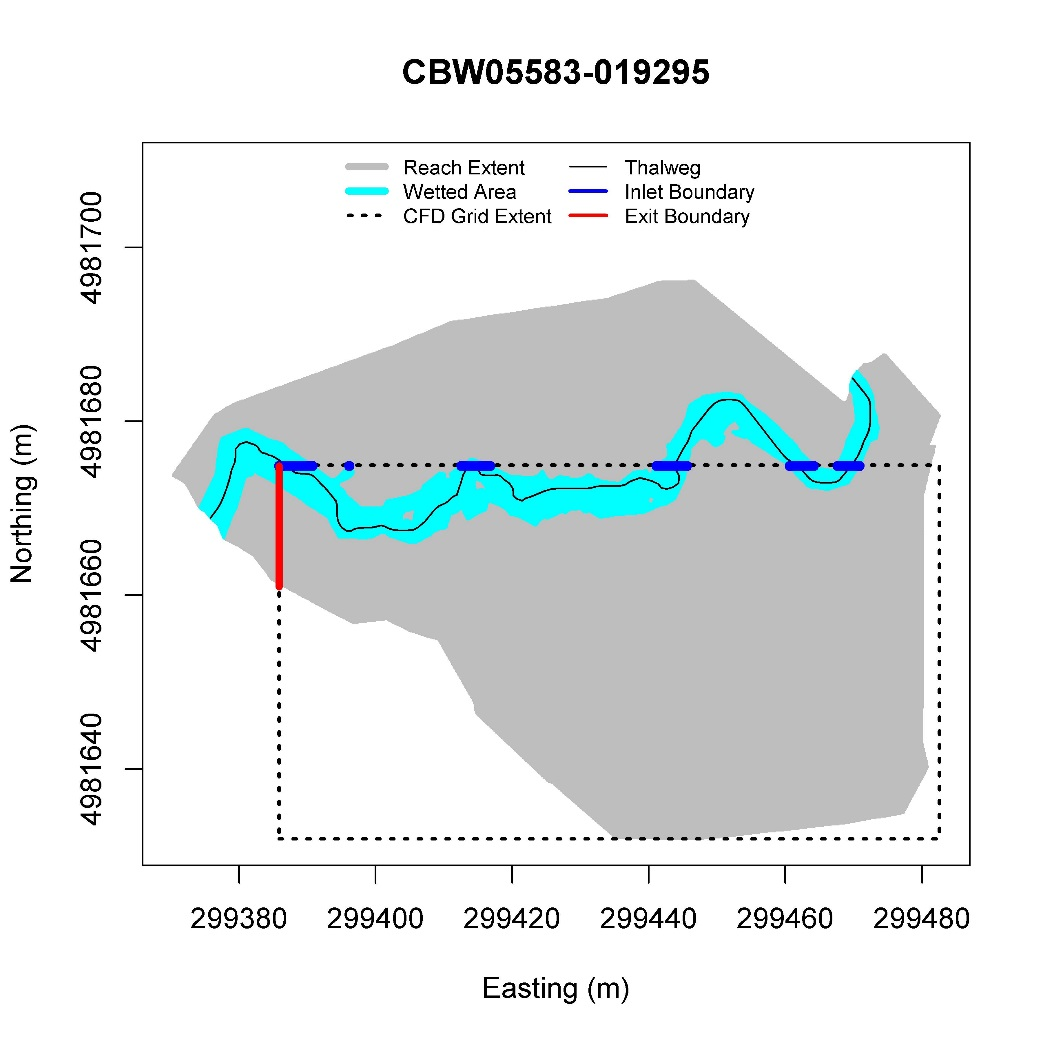 CBW05583-019295
Reach Extent
Wetted Area
CFD Grid Extent
Thalweg
Inlet Boundary
Exit Boundary
Northing (m)
4981700
4981680
4981660
4981640
299380 299400 299420 299440 299460 299480
Easting (m)